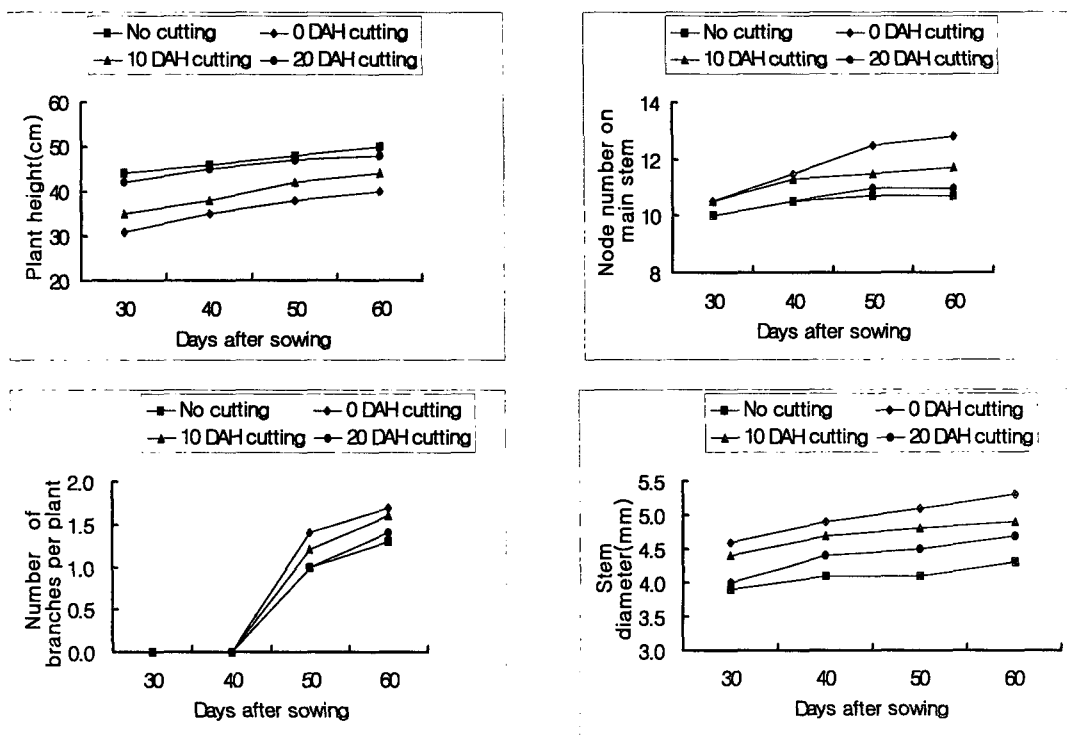 No cutting 0 DAH cutting
10 DAH cutting 20 DAH cutting
Plant height(cm)
60
50
40
30
20
30 40 50 60
Days after sowing
No cutting 0 DAH cutting
10 DAH cutting 20 DAH cutting
Node number on
main stem
14
12
10
8
30 40 50 60
Days after sowing
No cutting 0 DAH cutting
10 DAH cutting 20 DAH cutting
Number of
branches per plant
2.0
1.5
1.0
0.5
0.0
30 40 50 60
Days after sowing
No cutting 0 DAH cutting
10 DAH cutting 20 DAH cutting
Stem
diameter(mm)
5.5
5.0
4.5
4.0
3.5
3.0
30 40 50 60
Days after sowing